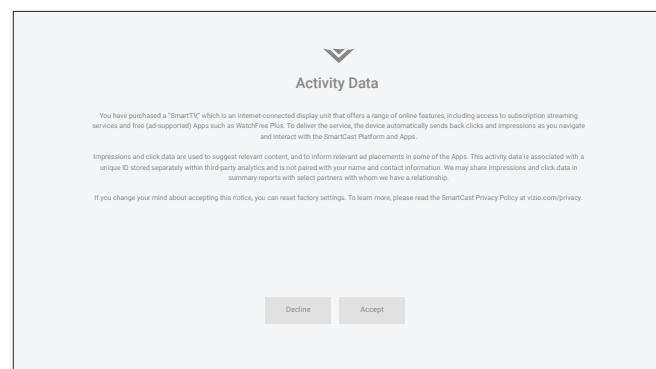 Activity Data
You have purchased a “SmartTV,” which is an internet-connected display unit that offers a range of online features, including access to subscription streaming
services and free (ad-supported) Apps such as WatchFree Plus. To deliver the service, the device automatically sends back clicks and impressions as you navigate
and interact with the SmartCast Platform and Apps.
Impressions and click data are used to suggest relevant content, and to inform relevant ad placements in some of the Apps. This activity data is associated with a
unique ID stored separately within third-party analytics and is not paired with your name and contact information. We may share impressions and click data in
summary reports with select partners with whom we have a relationship.
If you change your mind about accepting this notice, you can reset factory settings. To learn more, please read the SmartCast Privacy Policy at vizio.com/privacy.
Decline Accept